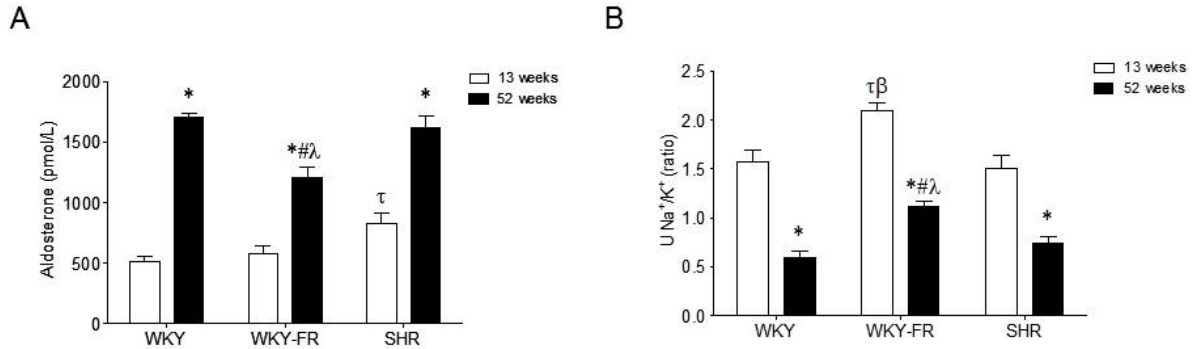 A
Aldosterone (pmol/L)
2000
1500
1000
500
0
*
*#λ
τ
*
13 weeks
52 weeks
WKY
WKY-FR
SHR
B
U Na⁺/K⁺ (ratio)
2.5
2.0
1.5
1.0
0.5
0.0
*
τβ
*#λ
*
13 weeks
52 weeks
WKY
WKY-FR
SHR